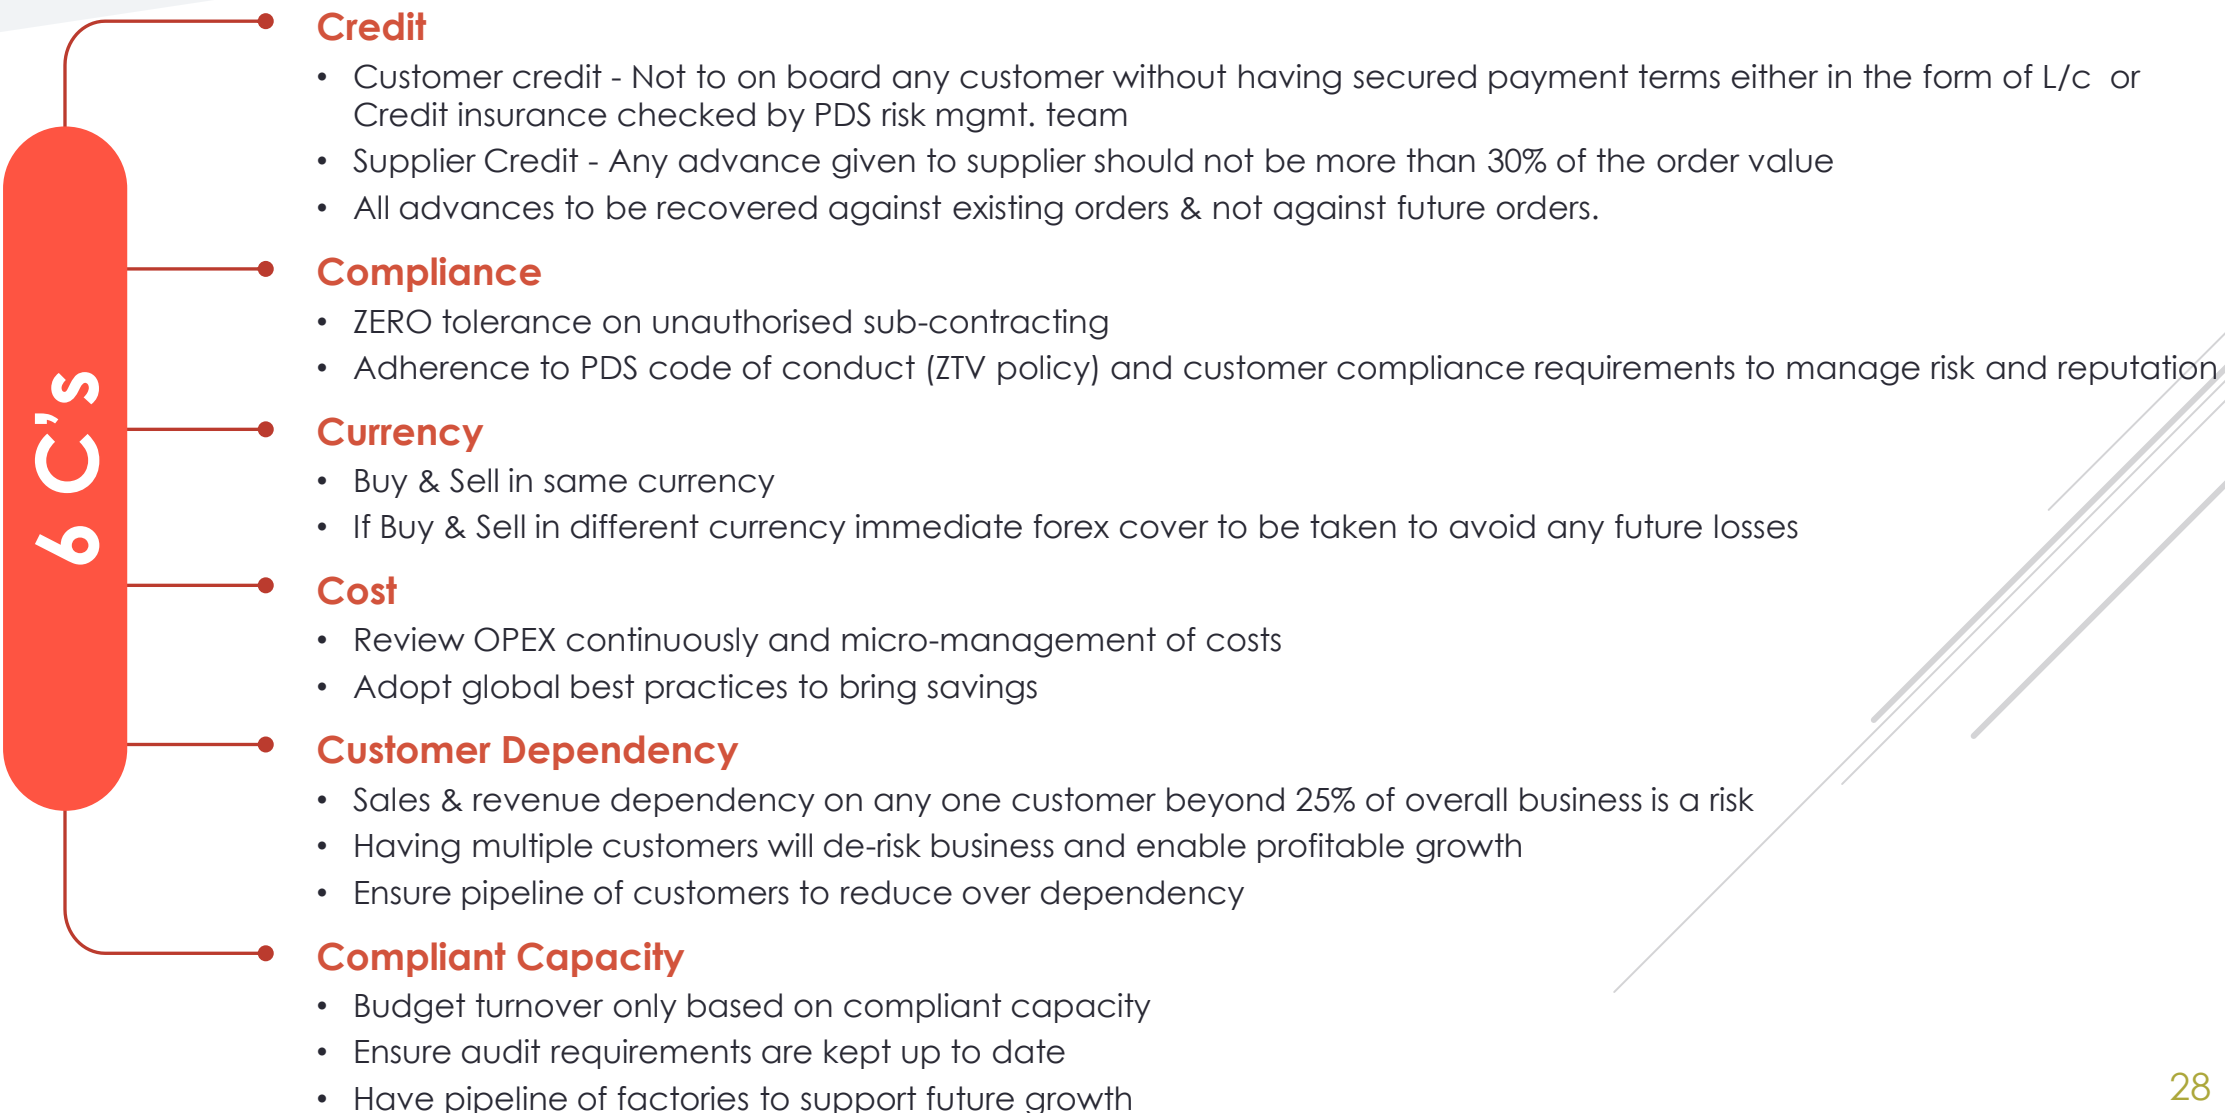 Credit
• Customer credit - Not to on board any customer without having secured payment terms either in the form of L/c or
Credit insurance checked by PDS risk mgmt. team
• Supplier Credit - Any advance given to supplier should not be more than 30% of the order value
• All advances to be recovered against existing orders & not against future orders.
Compliance
• ZERO tolerance on unauthorised sub-contracting
• Adherence to PDS code of conduct (ZTV policy) and customer compliance requirements to manage risk and reputation
6 C's
Currency
• Buy & Sell in same currency
• If Buy & Sell in different currency immediate forex cover to be taken to avoid any future losses
Cost
• Review OPEX continuously and micro-management of costs
• Adopt global best practices to bring savings
Customer Dependency
• Sales & revenue dependency on any one customer beyond 25% of overall business is a risk
• Having multiple customers will de-risk business and enable profitable growth
• Ensure pipeline of customers to reduce over dependency
Compliant Capacity
• Budget turnover only based on compliant capacity
• Ensure audit requirements are kept up to date
• Have pipeline of factories to support future growth
28